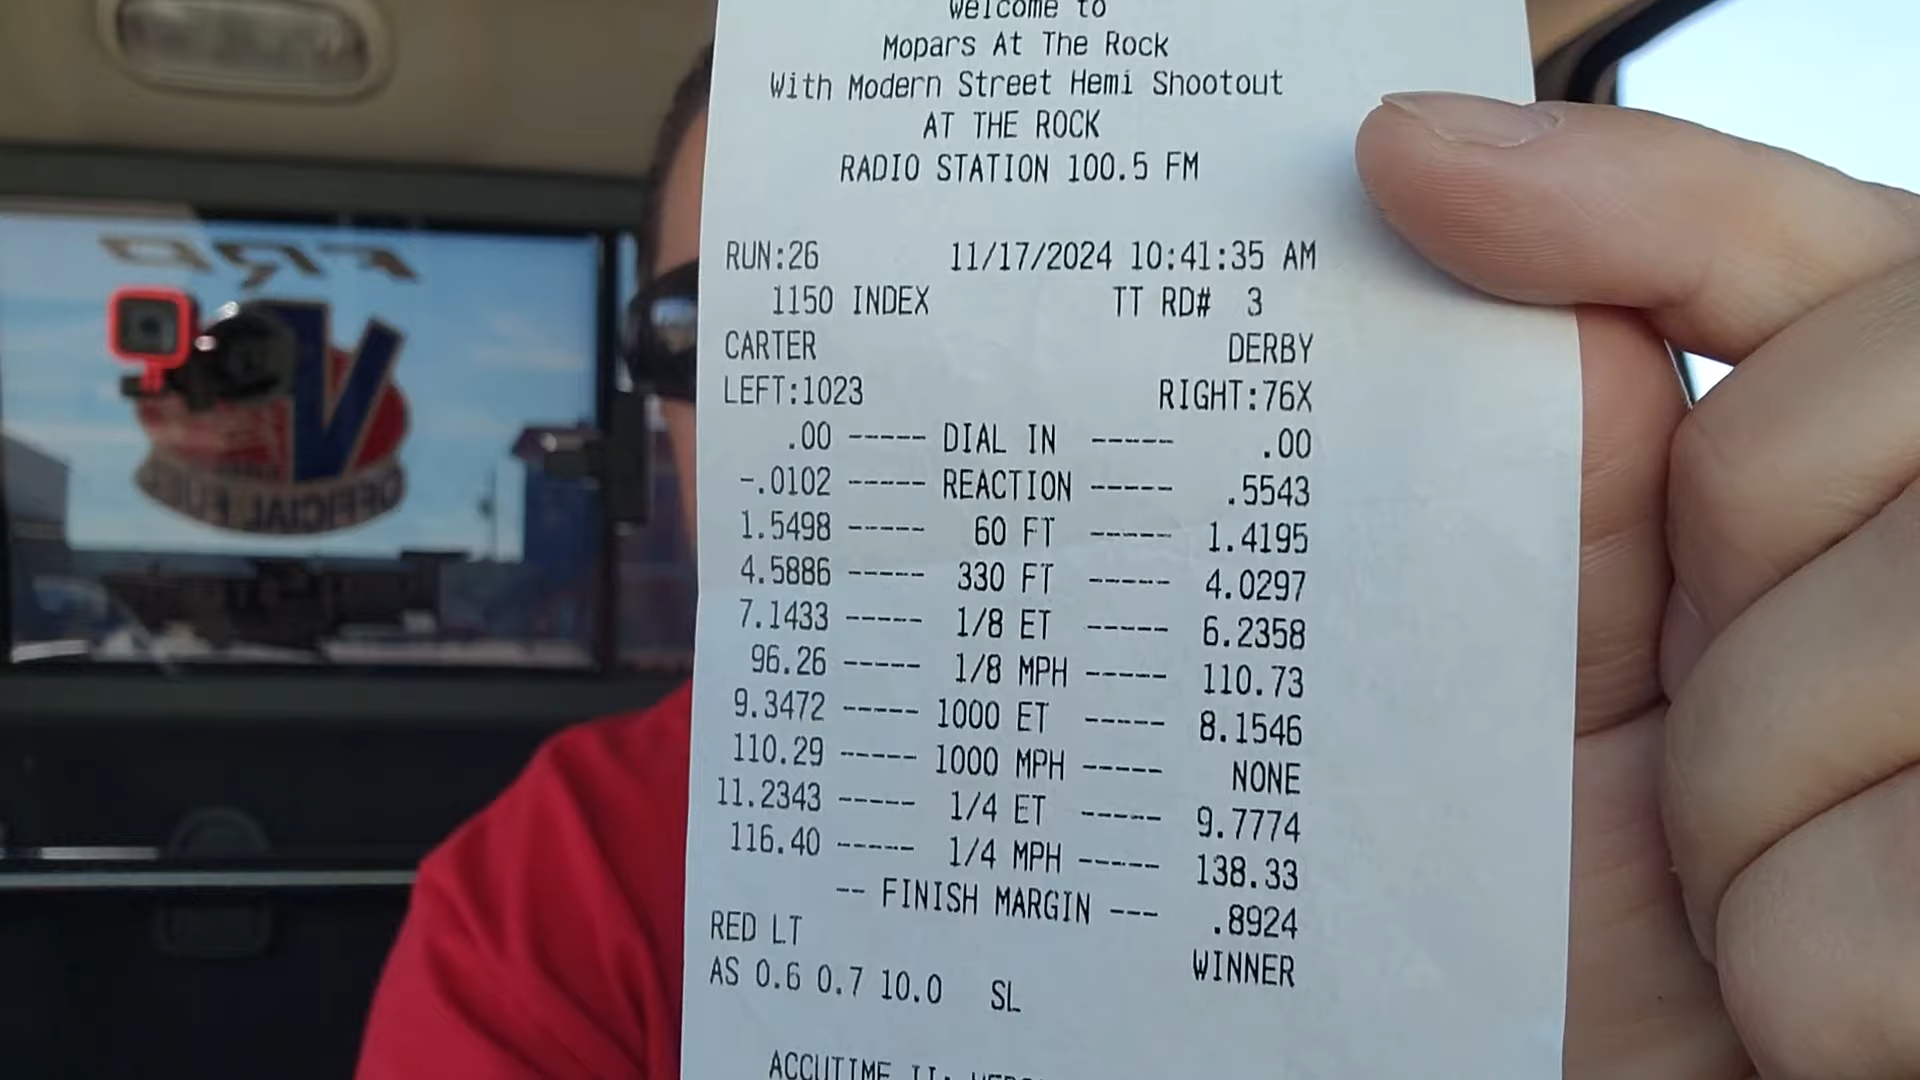 Welcome to
Mopars At The Rock
With Modern Street Hemi Shootout
AT THE ROCK
RADIO STATION 100.5 FM
RUN:26 11/17/2024 10:41:35 AM
1150 INDEX TT RD# 3
CARTER DERBY
LEFT:1023 RIGHT:76X
.00 ----- DIAL IN ----- .00
-.0102 ----- REACTION ----- .5543
1.5498 ----- 60 FT ----- 1.4195
4.5886 ----- 330 FT ----- 4.0297
7.1433 ----- 1/8 ET ----- 6.2358
96.26 ----- 1/8 MPH ----- 110.73
9.3472 ----- 1000 ET ----- 8.1546
110.29 ----- 1000 MPH ----- NONE
11.2343 ----- 1/4 ET ----- 9.7774
116.40 ----- 1/4 MPH ----- 138.33
-- FINISH MARGIN --- .8924
RED LT WINNER
AS 0.6 0.7 10.0 SL
ACCUTIME II:
FRD
V
OFFICIAL FUEL